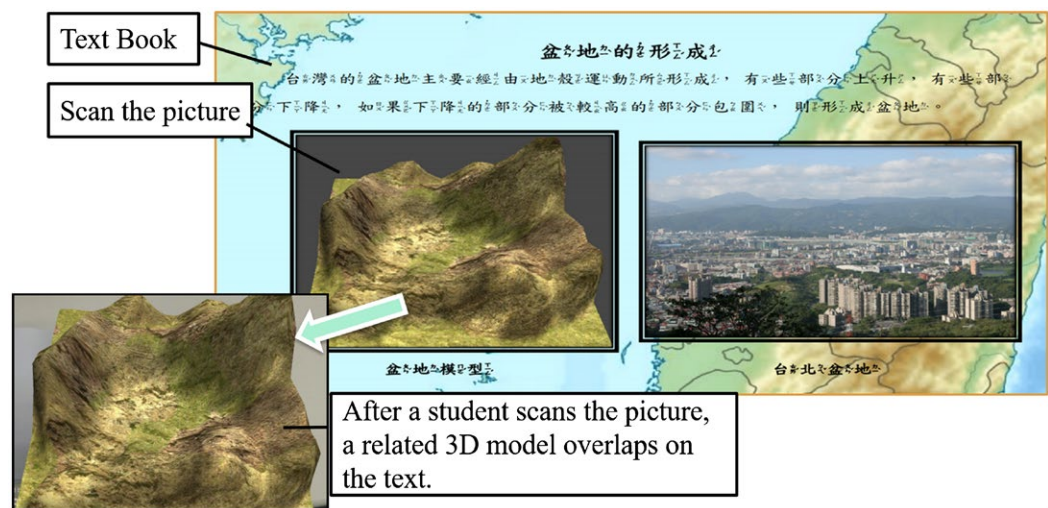 Text Book
Scan the picture
盆地的形成
台灣的盆地主要經由地殼運動所形成，有些部分上升，有些部
分下降，如果下降的部分被較高的部分包圍，則形成盆地。
盆地模型
台北盆地
After a student scans the picture,
a related 3D model overlaps on
the text.